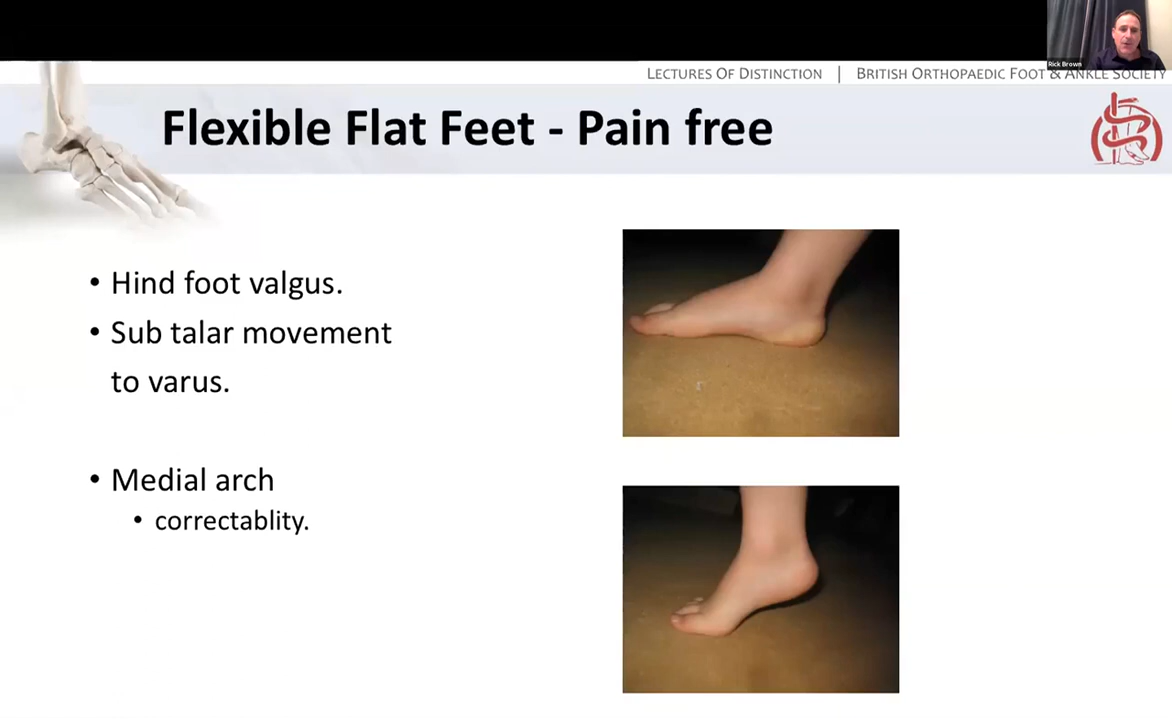 Rick Brown
LECTURES OF DISTINCTION | BRITISH ORTHOPAEDIC FOOT & ANKLE SOCIETY
Flexible Flat Feet - Pain free
• Hind foot valgus.
• Sub talar movement
to varus.
• Medial arch
• correctablity.